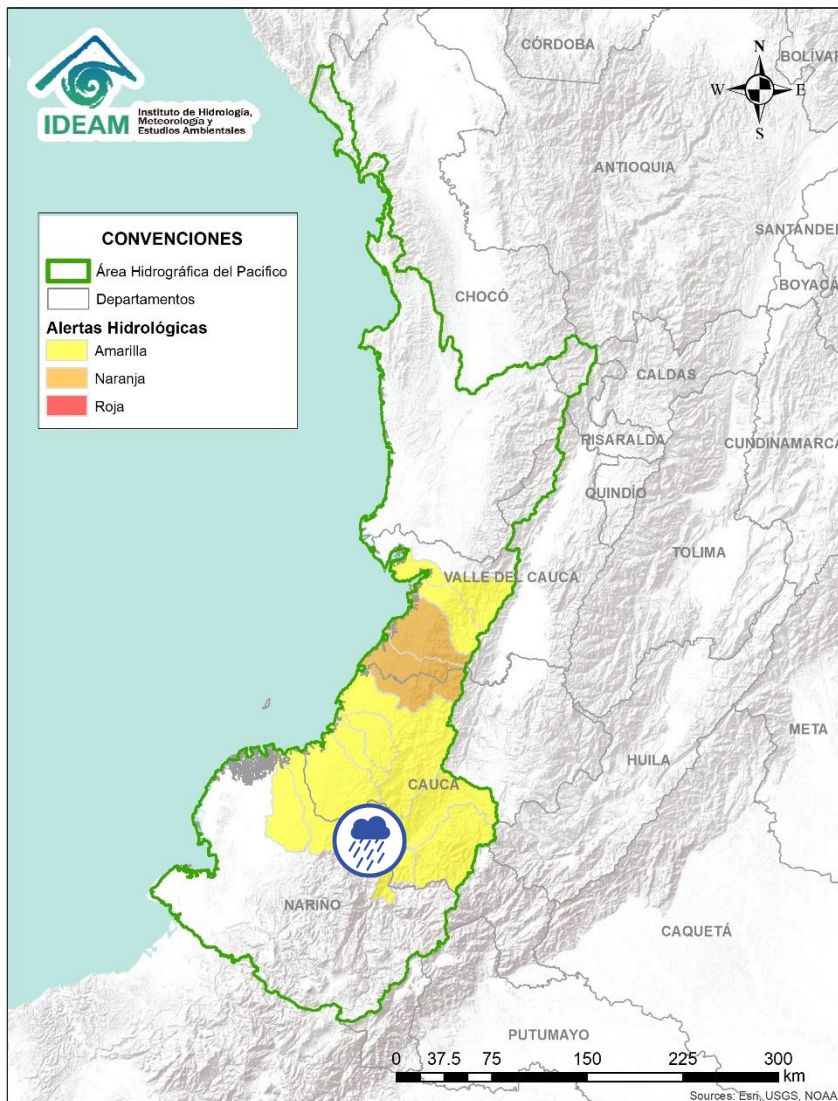 IDEAM
Instituto de Hidrología,
Meteorología y
Estudios Ambientales
CÓRDOBA
BOLÍVAR
N
W
E
S
ANTIOQUIA
SANTANDER
BOYACÁ
CONVENCIONES
Área Hidrográfica del Pacifico
Departamentos
Alertas Hidrológicas
Amarilla
Naranja
Roja
CHOCÓ
CALDAS
RISARALDA
CUNDINAMARCA
QUINDÍO
TOLIMA
VALLE DEL CAUCA
META
HUILA
CAUCA
NARIÑO
CAQUETÁ
PUTUMAYO
0 37.5 75 150 225 300
km
Sources: Esri, USGS, NOAA